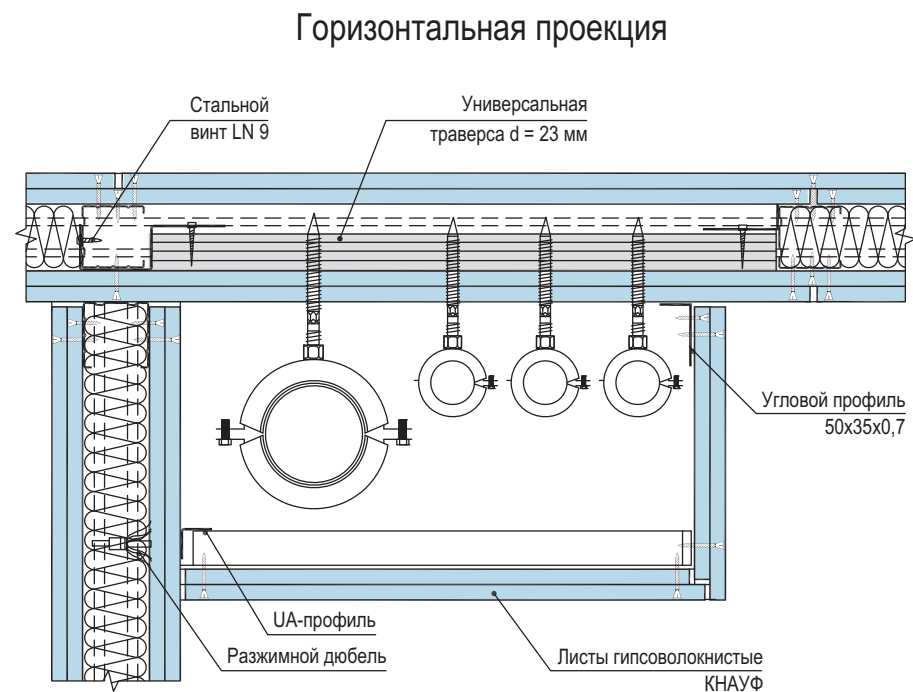 Горизонтальная проекция
Стальной
винт LN 9
Универсальная
траверса d = 23 мм
Угловой профиль
50х35х0,7
UA-профиль
Разжимной дюбель
Листы гипсоволокнистые
КНАУФ